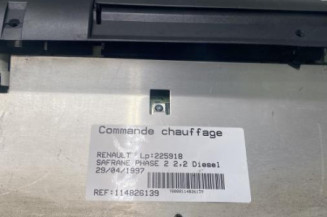 Commande chauffage
RENAULT Lp:225918
SAFRANE PHASE 2 2.2 Diesel
29/04/1997
REF:114826139